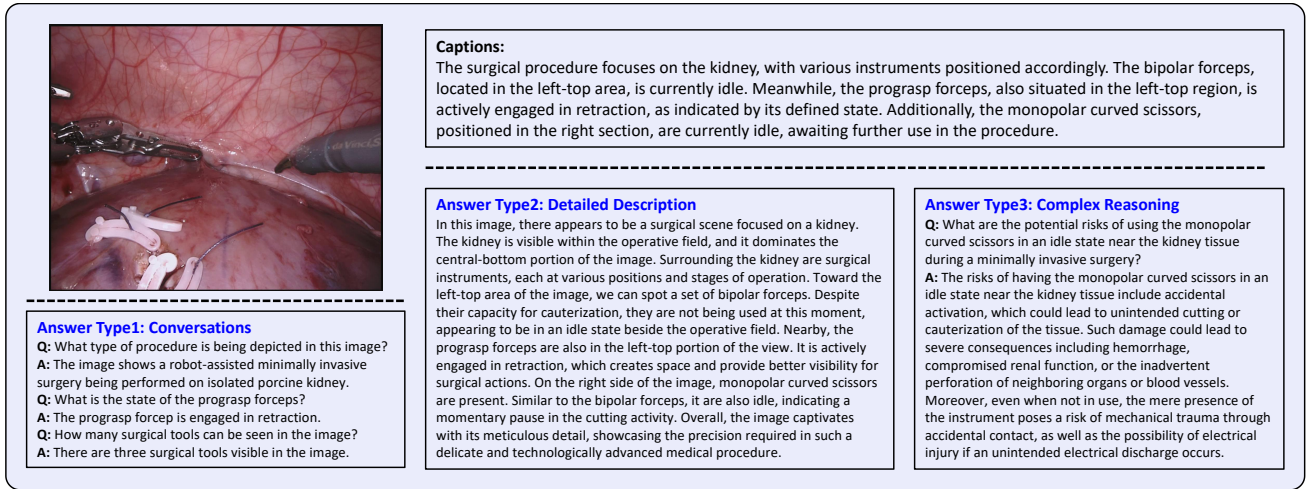 Captions:
The surgical procedure focuses on the kidney, with various instruments positioned accordingly. The bipolar forceps,
located in the left-top area, is currently idle. Meanwhile, the prograsp forceps, also situated in the left-top region, is
actively engaged in retraction, as indicated by its defined state. Additionally, the monopolar curved scissors,
positioned in the right section, are currently idle, awaiting further use in the procedure.
Answer Type1: Conversations
Q: What type of procedure is being depicted in this image?
A: The image shows a robot-assisted minimally invasive
surgery being performed on isolated porcine kidney.
Q: What is the state of the prograsp forceps?
A: The prograsp forcep is engaged in retraction.
Q: How many surgical tools can be seen in the image?
A: There are three surgical tools visible in the image.
Answer Type2: Detailed Description
In this image, there appears to be a surgical scene focused on a kidney.
The kidney is visible within the operative field, and it dominates the
central-bottom portion of the image. Surrounding the kidney are surgical
instruments, each at various positions and stages of operation. Toward the
left-top area of the image, we can spot a set of bipolar forceps. Despite
their capacity for cauterization, they are not being used at this moment,
appearing to be in an idle state beside the operative field. Nearby, the
prograsp forceps are also in the left-top portion of the view. It is actively
engaged in retraction, which creates space and provide better visibility for
surgical actions. On the right side of the image, monopolar curved scissors
are present. Similar to the bipolar forceps, it are also idle, indicating a
momentary pause in the cutting activity. Overall, the image captivates
with its meticulous detail, showcasing the precision required in such a
delicate and technologically advanced medical procedure.
Answer Type3: Complex Reasoning
Q: What are the potential risks of using the monopolar
curved scissors in an idle state near the kidney tissue
during a minimally invasive surgery?
A: The risks of having the monopolar curved scissors in an
idle state near the kidney tissue include accidental
activation, which could lead to unintended cutting or
cauterization of the tissue. Such damage could lead to
severe consequences including hemorrhage,
compromised renal function, or the inadvertent
perforation of neighboring organs or blood vessels.
Moreover, even when not in use, the mere presence of
the instrument poses a risk of mechanical trauma through
accidental contact, as well as the possibility of electrical
injury if an unintended electrical discharge occurs.